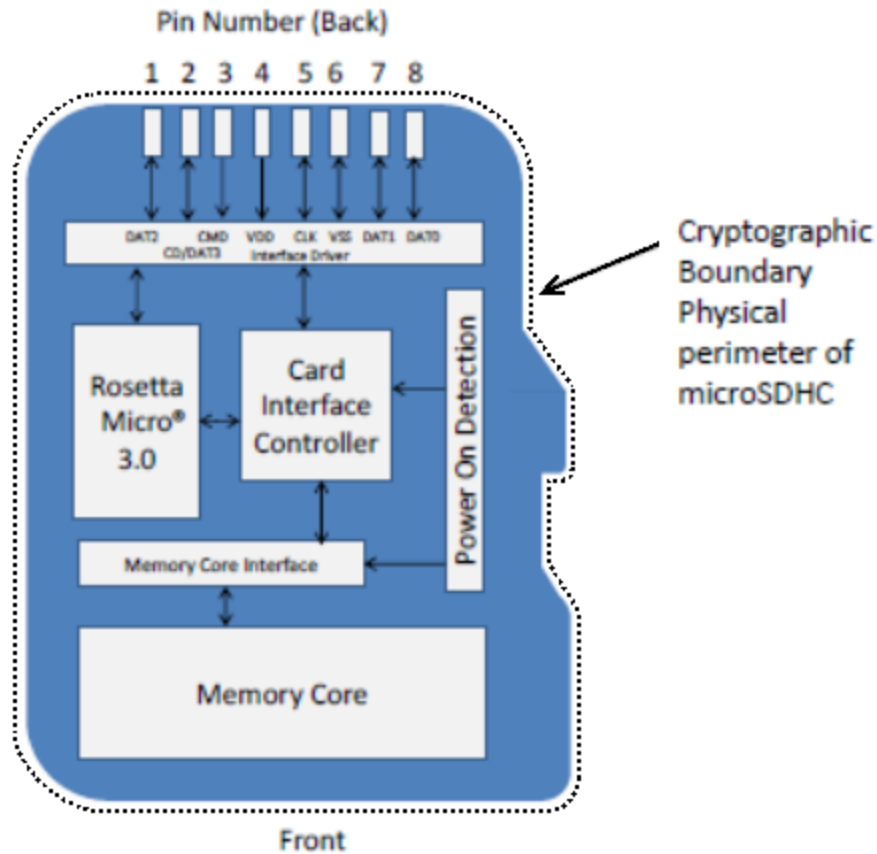 Pin Number (Back)
1 2 3 4 5 6 7 8
DAT2 CMD VDD CLK VSS DAT1 DAT0
CD/DAT3 Interface Driver
Cryptographic
Boundary
Physical
perimeter of
microSDHC
Rosetta
Micro®
3.0
Card
Interface
Controller
Power On Detection
Memory Core Interface
Memory Core
Front